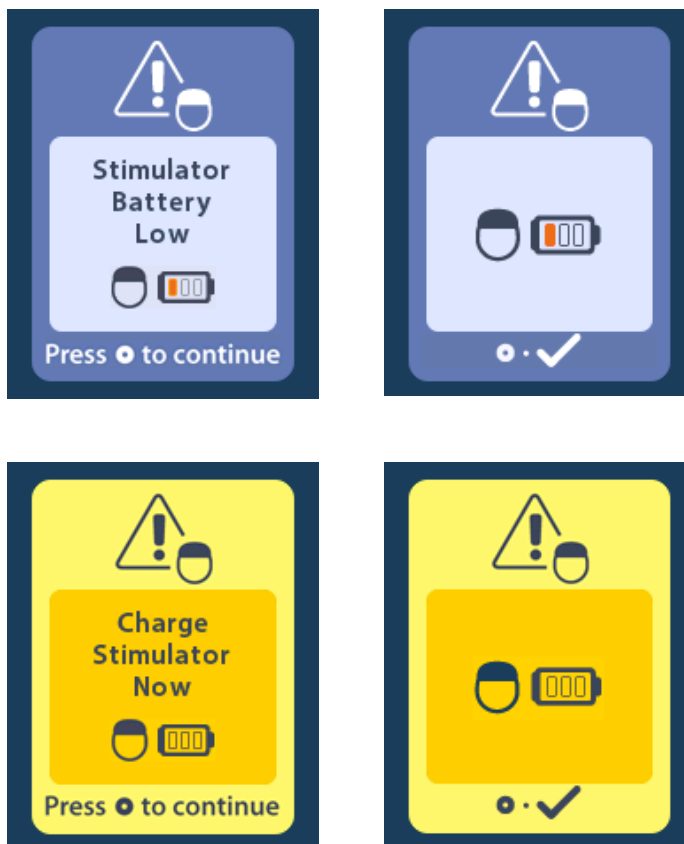 Stimulator
Battery
Low
Press to continue
Charge
Stimulator
Now
Press to continue